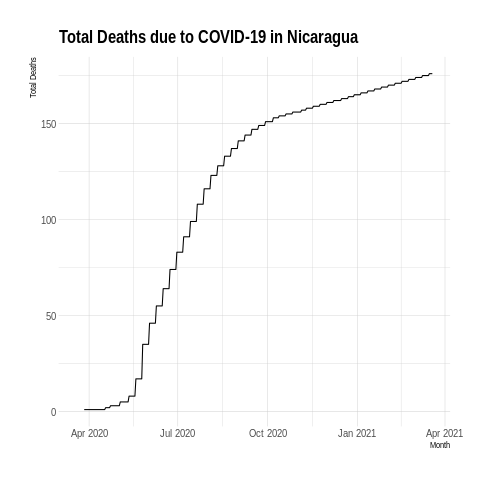 Total Deaths due to COVID-19 in Nicaragua
Total Deaths
150
100
50
0
Apr 2020 Jul 2020 Oct 2020 Jan 2021 Apr 2021
Month